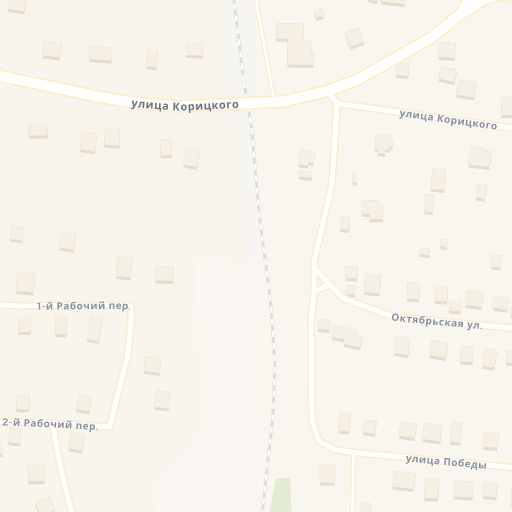 улица Корицкого
улица Корицкого
1-й Рабочий пер.
Октябрьская ул.
2-й Рабочий пер.
улица Победы